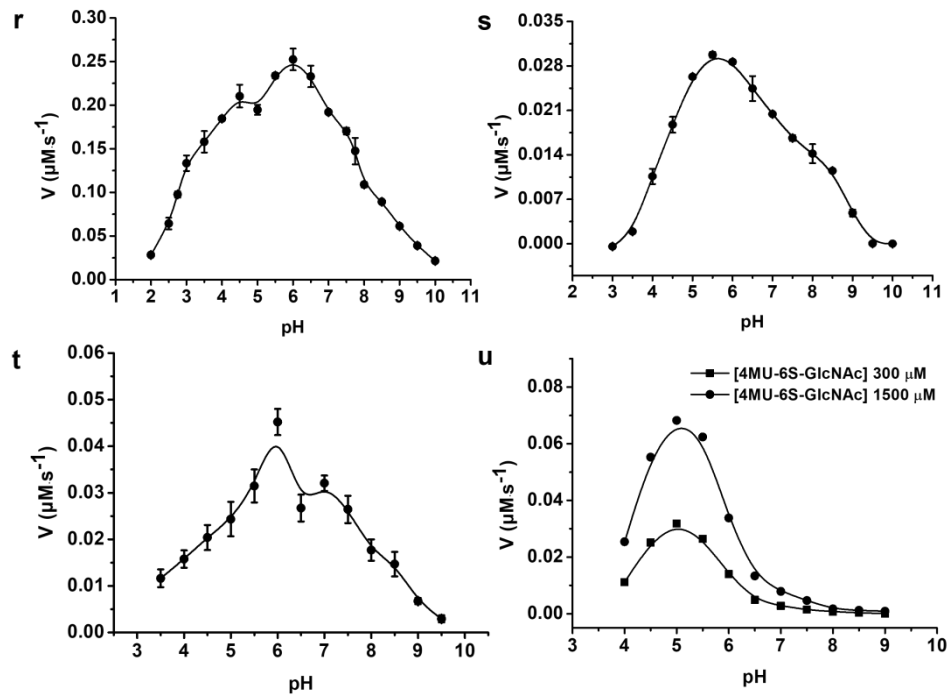 r
0.30
0.25
0.20
0.15
0.10
0.05
0.00
V (µM·s⁻¹)
1 2 3 4 5 6 7 8 9 10 11
pH
s
0.035
0.028
0.021
0.014
0.007
0.000
V (µM·s⁻¹)
2 3 4 5 6 7 8 9 10 11
pH
t
0.06
0.05
0.04
0.03
0.02
0.01
0.00
V (µM·s⁻¹)
3 4 5 6 7 8 9 10
pH
u
[4MU-6S-GlcNAc] 300 µM
[4MU-6S-GlcNAc] 1500 µM
0.08
0.06
0.04
0.02
0.00
V (µM·s⁻¹)
3 4 5 6 7 8 9 10
pH